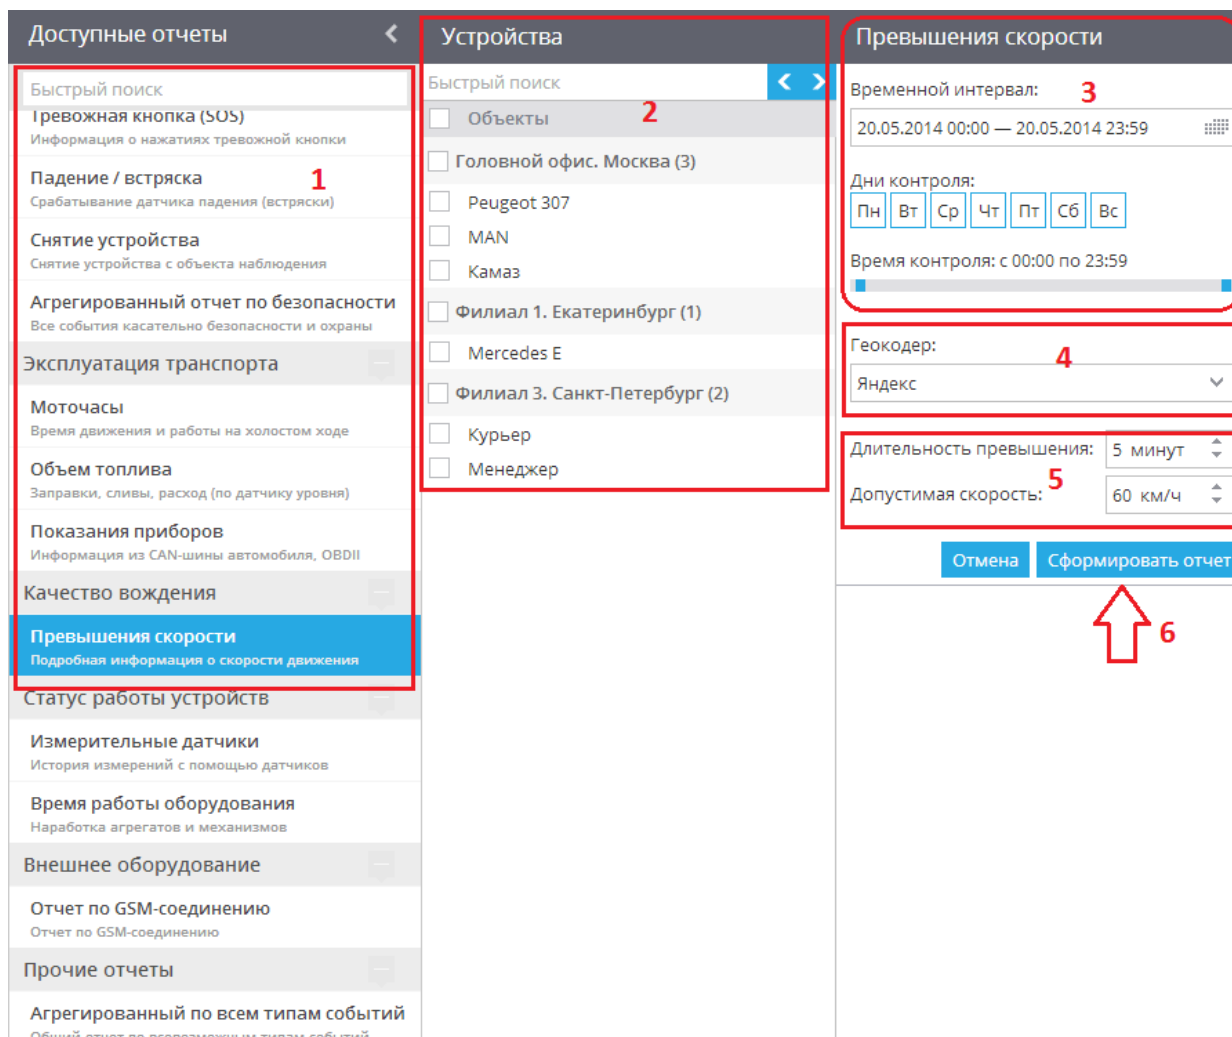 Доступные отчеты
Быстрый поиск
Тревожная кнопка (SOS)
Информация о нажатиях тревожной кнопки
Падение / встряска
1
Срабатывание датчика падения (встряски)
Снятие устройства
Снятие устройства с объекта наблюдения
Агрегированный отчет по безопасности
Все события касательно безопасности и охраны
Эксплуатация транспорта
Моточасы
Время движения и работы на холостом ходе
Объем топлива
Заправки, сливы, расход (по датчику уровня)
Показания приборов
Информация из CAN-шины автомобиля, OBDII
Качество вождения
Превышения скорости
Подробная информация о скорости движения
Статус работы устройств
Измерительные датчики
История измерений с помощью датчиков
Время работы оборудования
Наработка агрегатов и механизмов
Внешнее оборудование
Отчет по GSM-соединению
Отчет по GSM-соединению
Прочие отчеты
Агрегированный по всем типам событий
Общий отчет по всевозможным типам событий
Устройства
Быстрый поиск
2
Объекты
Головной офис. Москва (3)
Peugeot 307
MAN
Камаз
Филиал 1. Екатеринбург (1)
Mercedes E
Филиал 3. Санкт-Петербург (2)
Курьер
Менеджер
Превышения скорости
Временной интервал:
3
20.05.2014 00:00 — 20.05.2014 23:59
Дни контроля:
Пн Вт Ср Чт Пт Сб Вс
Время контроля: с 00:00 по 23:59
Геокодер:
4
Яндекс
Длительность превышения: 5 минут
5
Допустимая скорость: 60 км/ч
Отмена Сформировать отчет
6